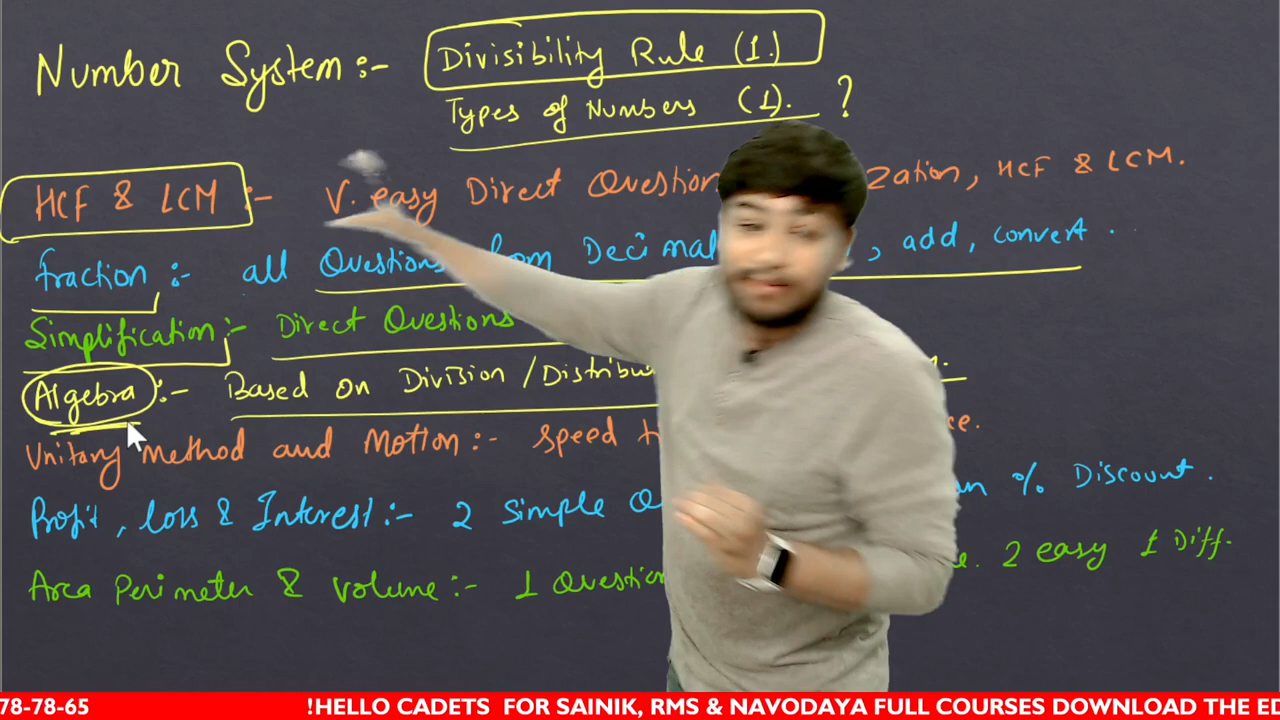 Number System:- Divisibility Rule (1.)
Types of Numbers (1). ?
HCF & LCM :- V. easy Direct Question zation, HCF & LCM.
fraction :- all Questions from Decimal , add, convert .
Simplification:- Direct Questions
Algebra :- Based on Division / Distribu
Unitary Method and Motion :- Speed ce.
Profit, loss & Interest :- 2 Simple on % Discount.
Area Perimeter & volume :- 1 Question e. 2 easy 1 Diff.
78-78-65 !HELLO CADETS FOR SAINIK, RMS & NAVODAYA FULL COURSES DOWNLOAD THE